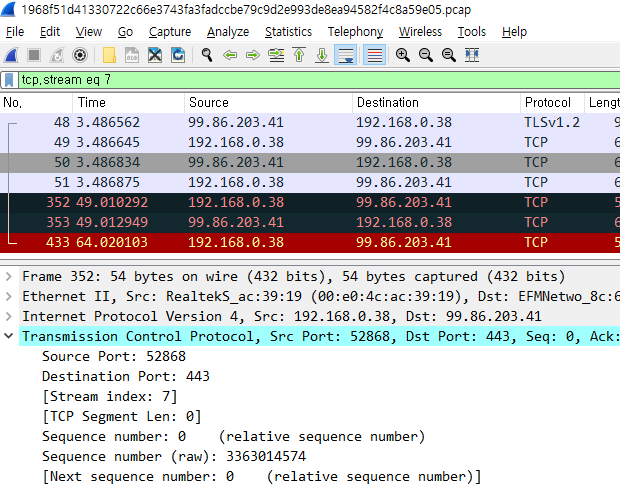 1968f51d41330722c66e3743fa3fadccbe79c9d2e993de8ea94582f4c8a59e05.pcap
File Edit View Go Capture Analyze Statistics Telephony Wireless Tools Help
tcp.stream eq 7
No. Time Source Destination Protocol Lengt
48 3.486562 99.86.203.41 192.168.0.38 TLSv1.2 9
49 3.486645 99.86.203.41 192.168.0.38 TCP 6
50 3.486834 192.168.0.38 99.86.203.41 TCP 6
51 3.486875 192.168.0.38 99.86.203.41 TCP 6
352 49.010292 192.168.0.38 99.86.203.41 TCP 5
353 49.012949 99.86.203.41 192.168.0.38 TCP 6
433 64.020103 192.168.0.38 99.86.203.41 TCP 5
Frame 352: 54 bytes on wire (432 bits), 54 bytes captured (432 bits)
Ethernet II, Src: RealtekS_ac:39:19 (00:e0:4c:ac:39:19), Dst: EFMNetwo_8c:6
Internet Protocol Version 4, Src: 192.168.0.38, Dst: 99.86.203.41
Transmission Control Protocol, Src Port: 52868, Dst Port: 443, Seq: 0, Ack:
Source Port: 52868
Destination Port: 443
[Stream index: 7]
[TCP Segment Len: 0]
Sequence number: 0 (relative sequence number)
Sequence number (raw): 3363014574
[Next sequence number: 0 (relative sequence number)]